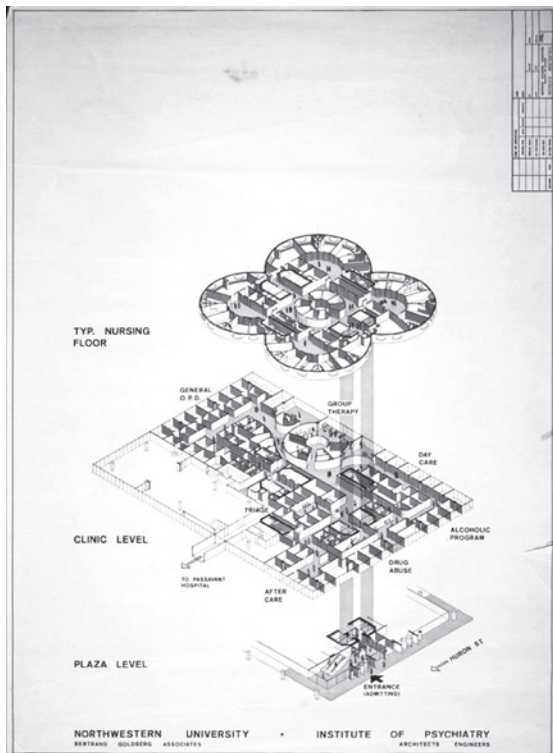 TYP. NURSING
FLOOR
GENERAL
O.P.D.
GROUP
THERAPY
DAY
CARE
TRIAGE
CLINIC LEVEL
ALCOHOLIC
PROGRAM
DRUG
ABUSE
TO PASSAVANT
HOSPITAL
AFTER
CARE
PLAZA LEVEL
HURON ST.
ENTRANCE
(ADMITTING)
NORTHWESTERN UNIVERSITY • INSTITUTE OF PSYCHIATRY
BERTRAND GOLDBERG ASSOCIATES ARCHITECTS ENGINEERS